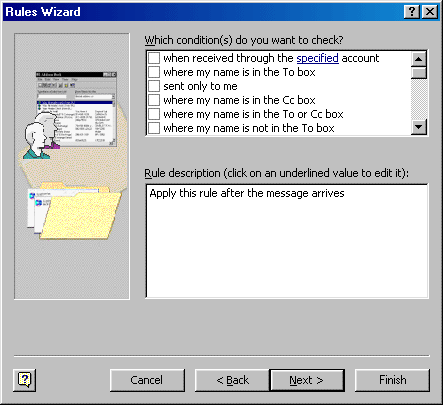 Rules Wizard
Which condition(s) do you want to check?
when received through the specified account
where my name is in the To box
sent only to me
where my name is in the Cc box
where my name is in the To or Cc box
where my name is not in the To box
Rule description (click on an underlined value to edit it):
Apply this rule after the message arrives
Cancel
< Back
Next >
Finish